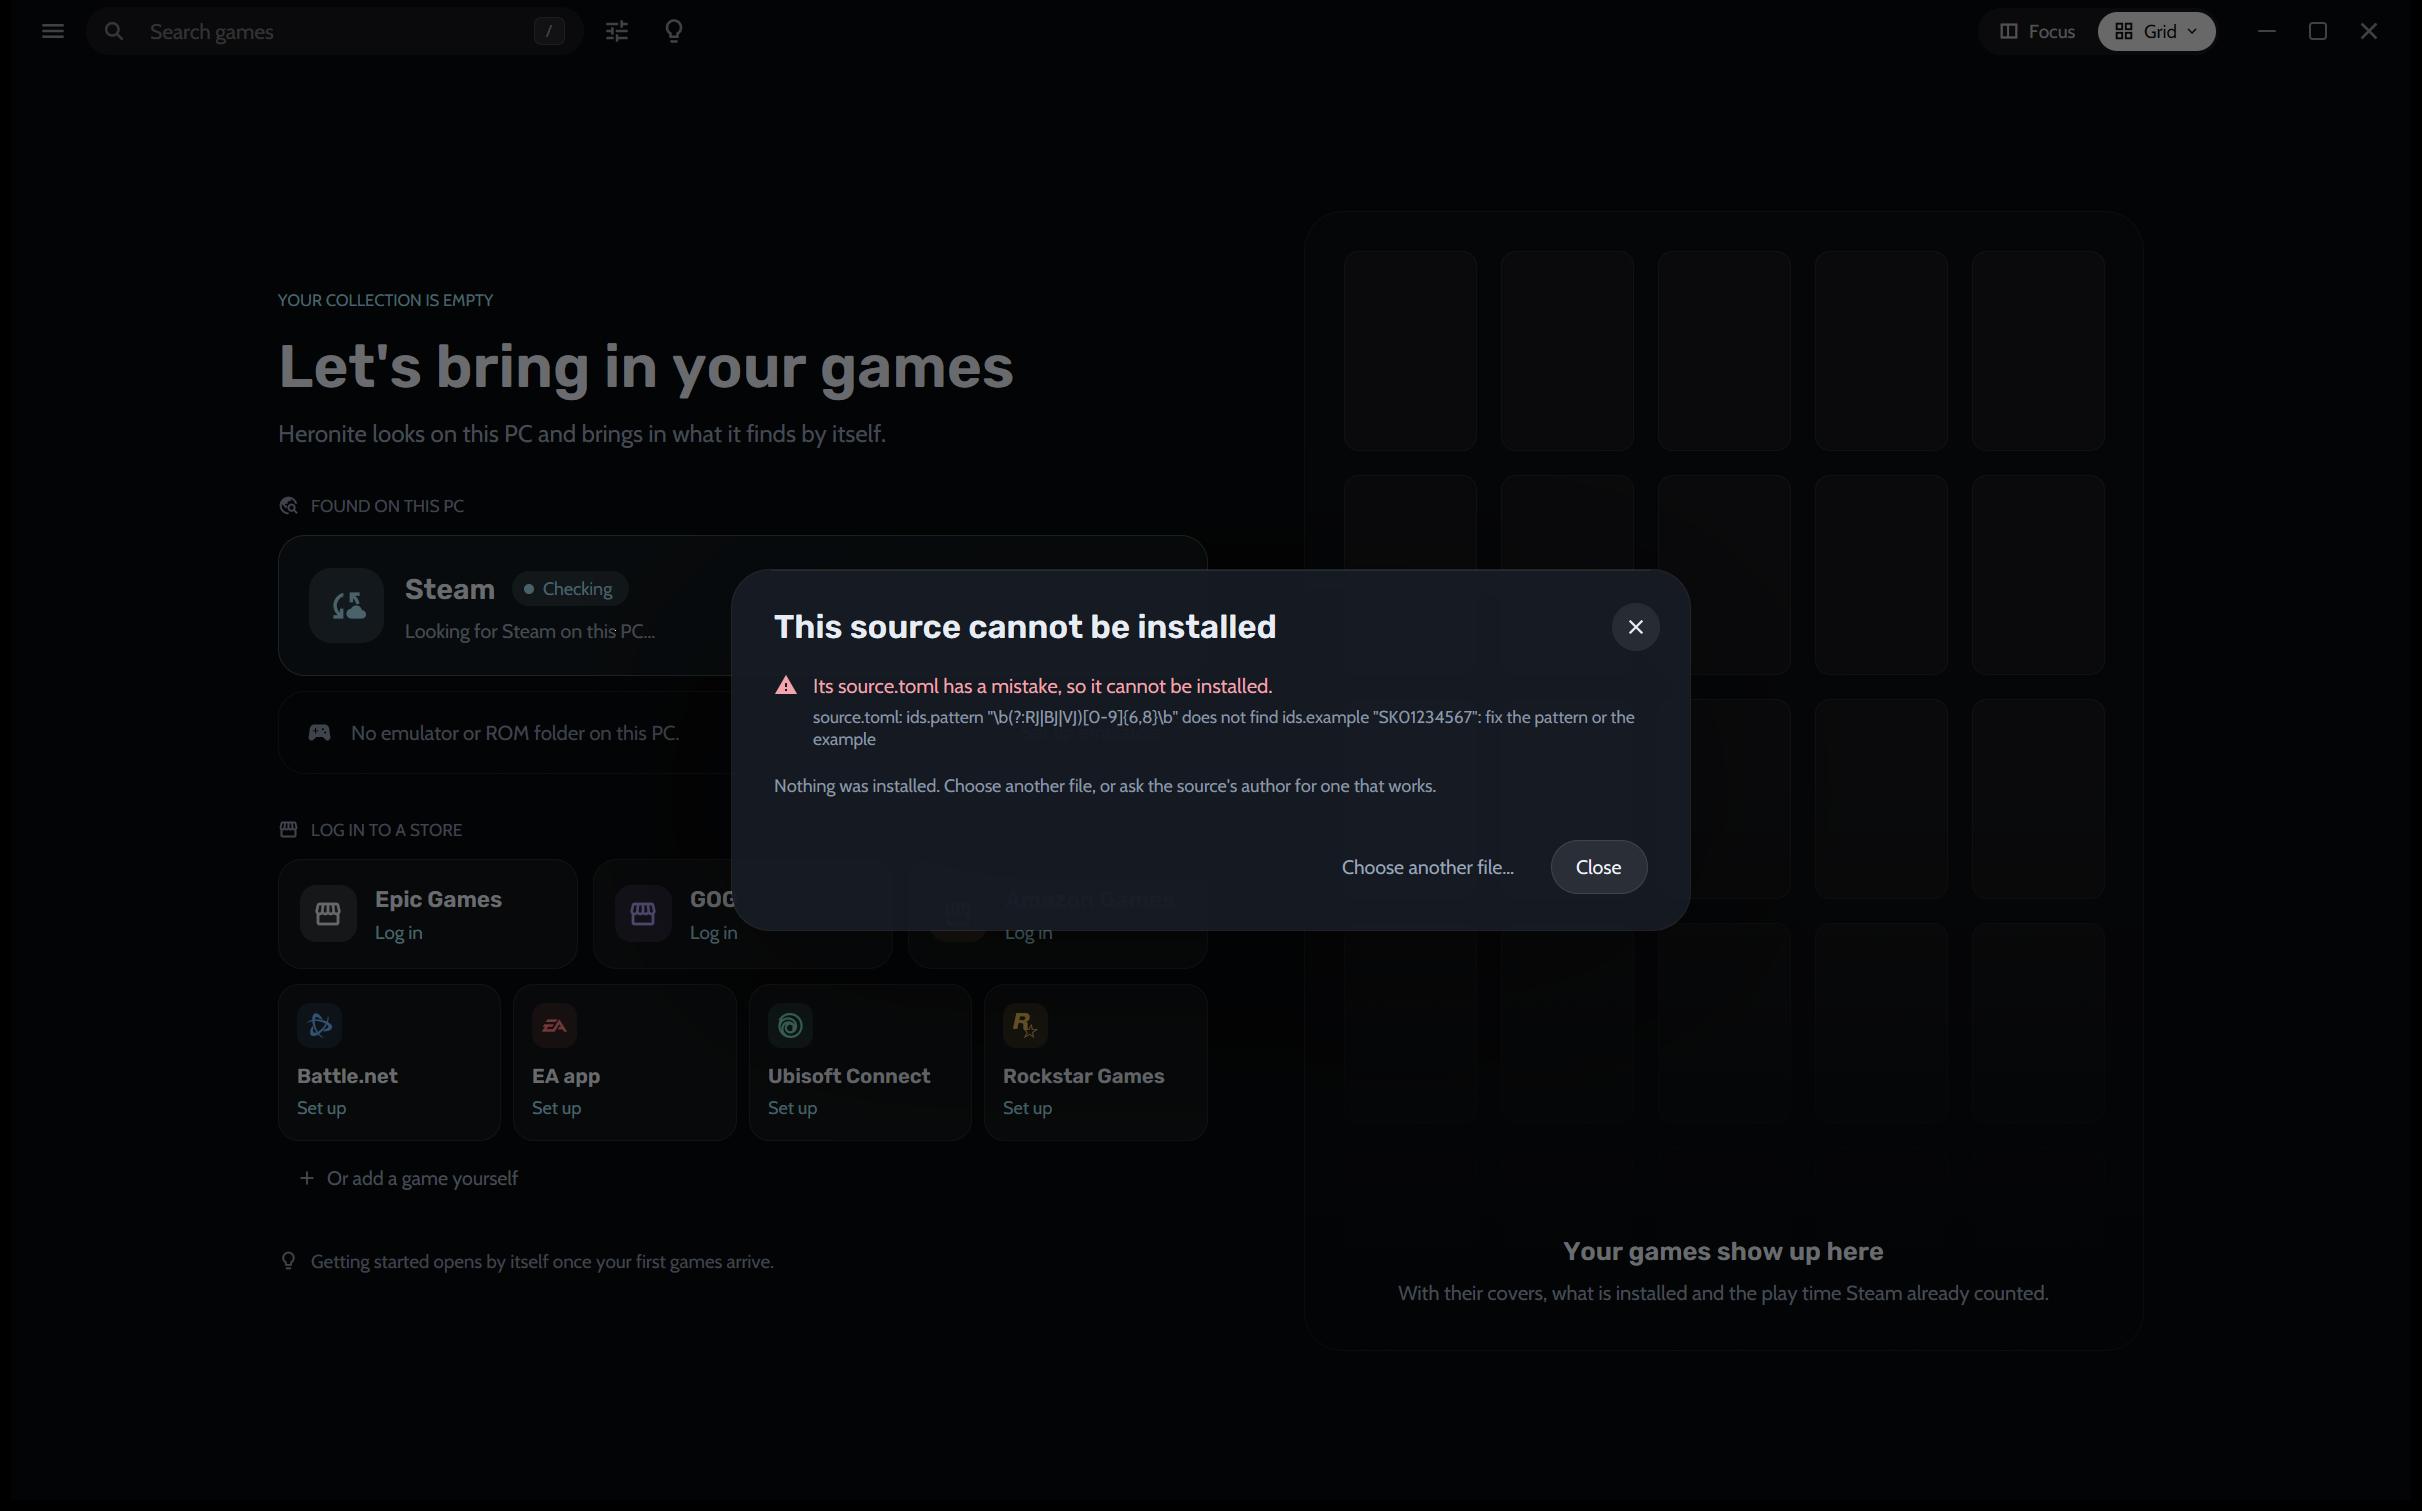 Search games
/
Focus
Grid
YOUR COLLECTION IS EMPTY
Let's bring in your games
Heronite looks on this PC and brings in what it finds by itself.
FOUND ON THIS PC
Steam
Checking
Looking for Steam on this PC...
No emulator or ROM folder on this PC.
This source cannot be installed
Its source.toml has a mistake, so it cannot be installed.
source.toml: ids.pattern "\b(?:RJ|BJ|VJ)[0-9]{6,8}\b" does not find ids.example "SK01234567": fix the pattern or the
example
Nothing was installed. Choose another file, or ask the source's author for one that works.
Choose another file...
Close
LOG IN TO A STORE
Epic Games
Log in
GOG
Log in
Amazon Games
Log in
Battle.net
Set up
EA app
Set up
Ubisoft Connect
Set up
Rockstar Games
Set up
Or add a game yourself
Getting started opens by itself once your first games arrive.
Your games show up here
With their covers, what is installed and the play time Steam already counted.